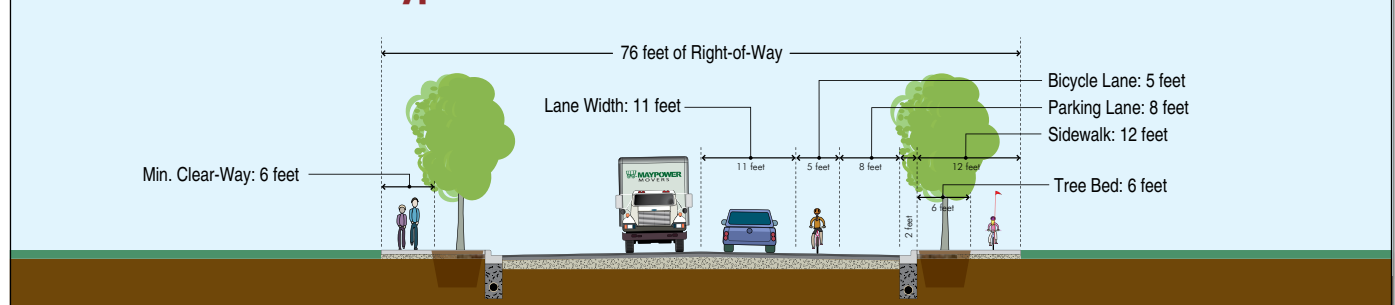 76 feet of Right-of-Way
Bicycle Lane: 5 feet
Lane Width: 11 feet
Parking Lane: 8 feet
Sidewalk: 12 feet
11 feet
5 feet
8 feet
12 feet
Min. Clear-Way: 6 feet
MAYPOWER
MOVERS
Tree Bed: 6 feet
6 feet
2 feet